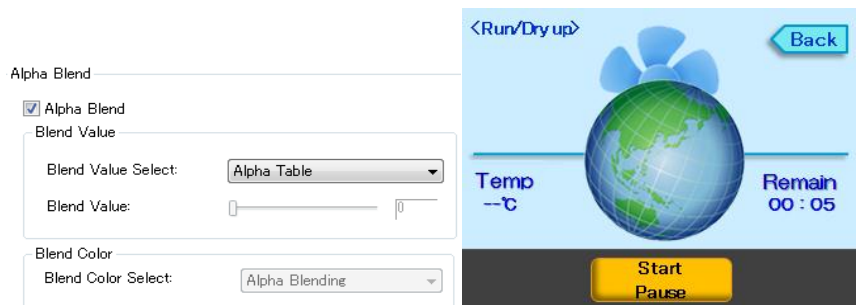 Alpha Blend
Alpha Blend
Blend Value
Blend Value Select:
Alpha Table
Blend Value:
0
Blend Color
Blend Color Select:
Alpha Blending
<Run/Dry up>
Back
Temp
--℃
Remain
00 : 05
Start
Pause